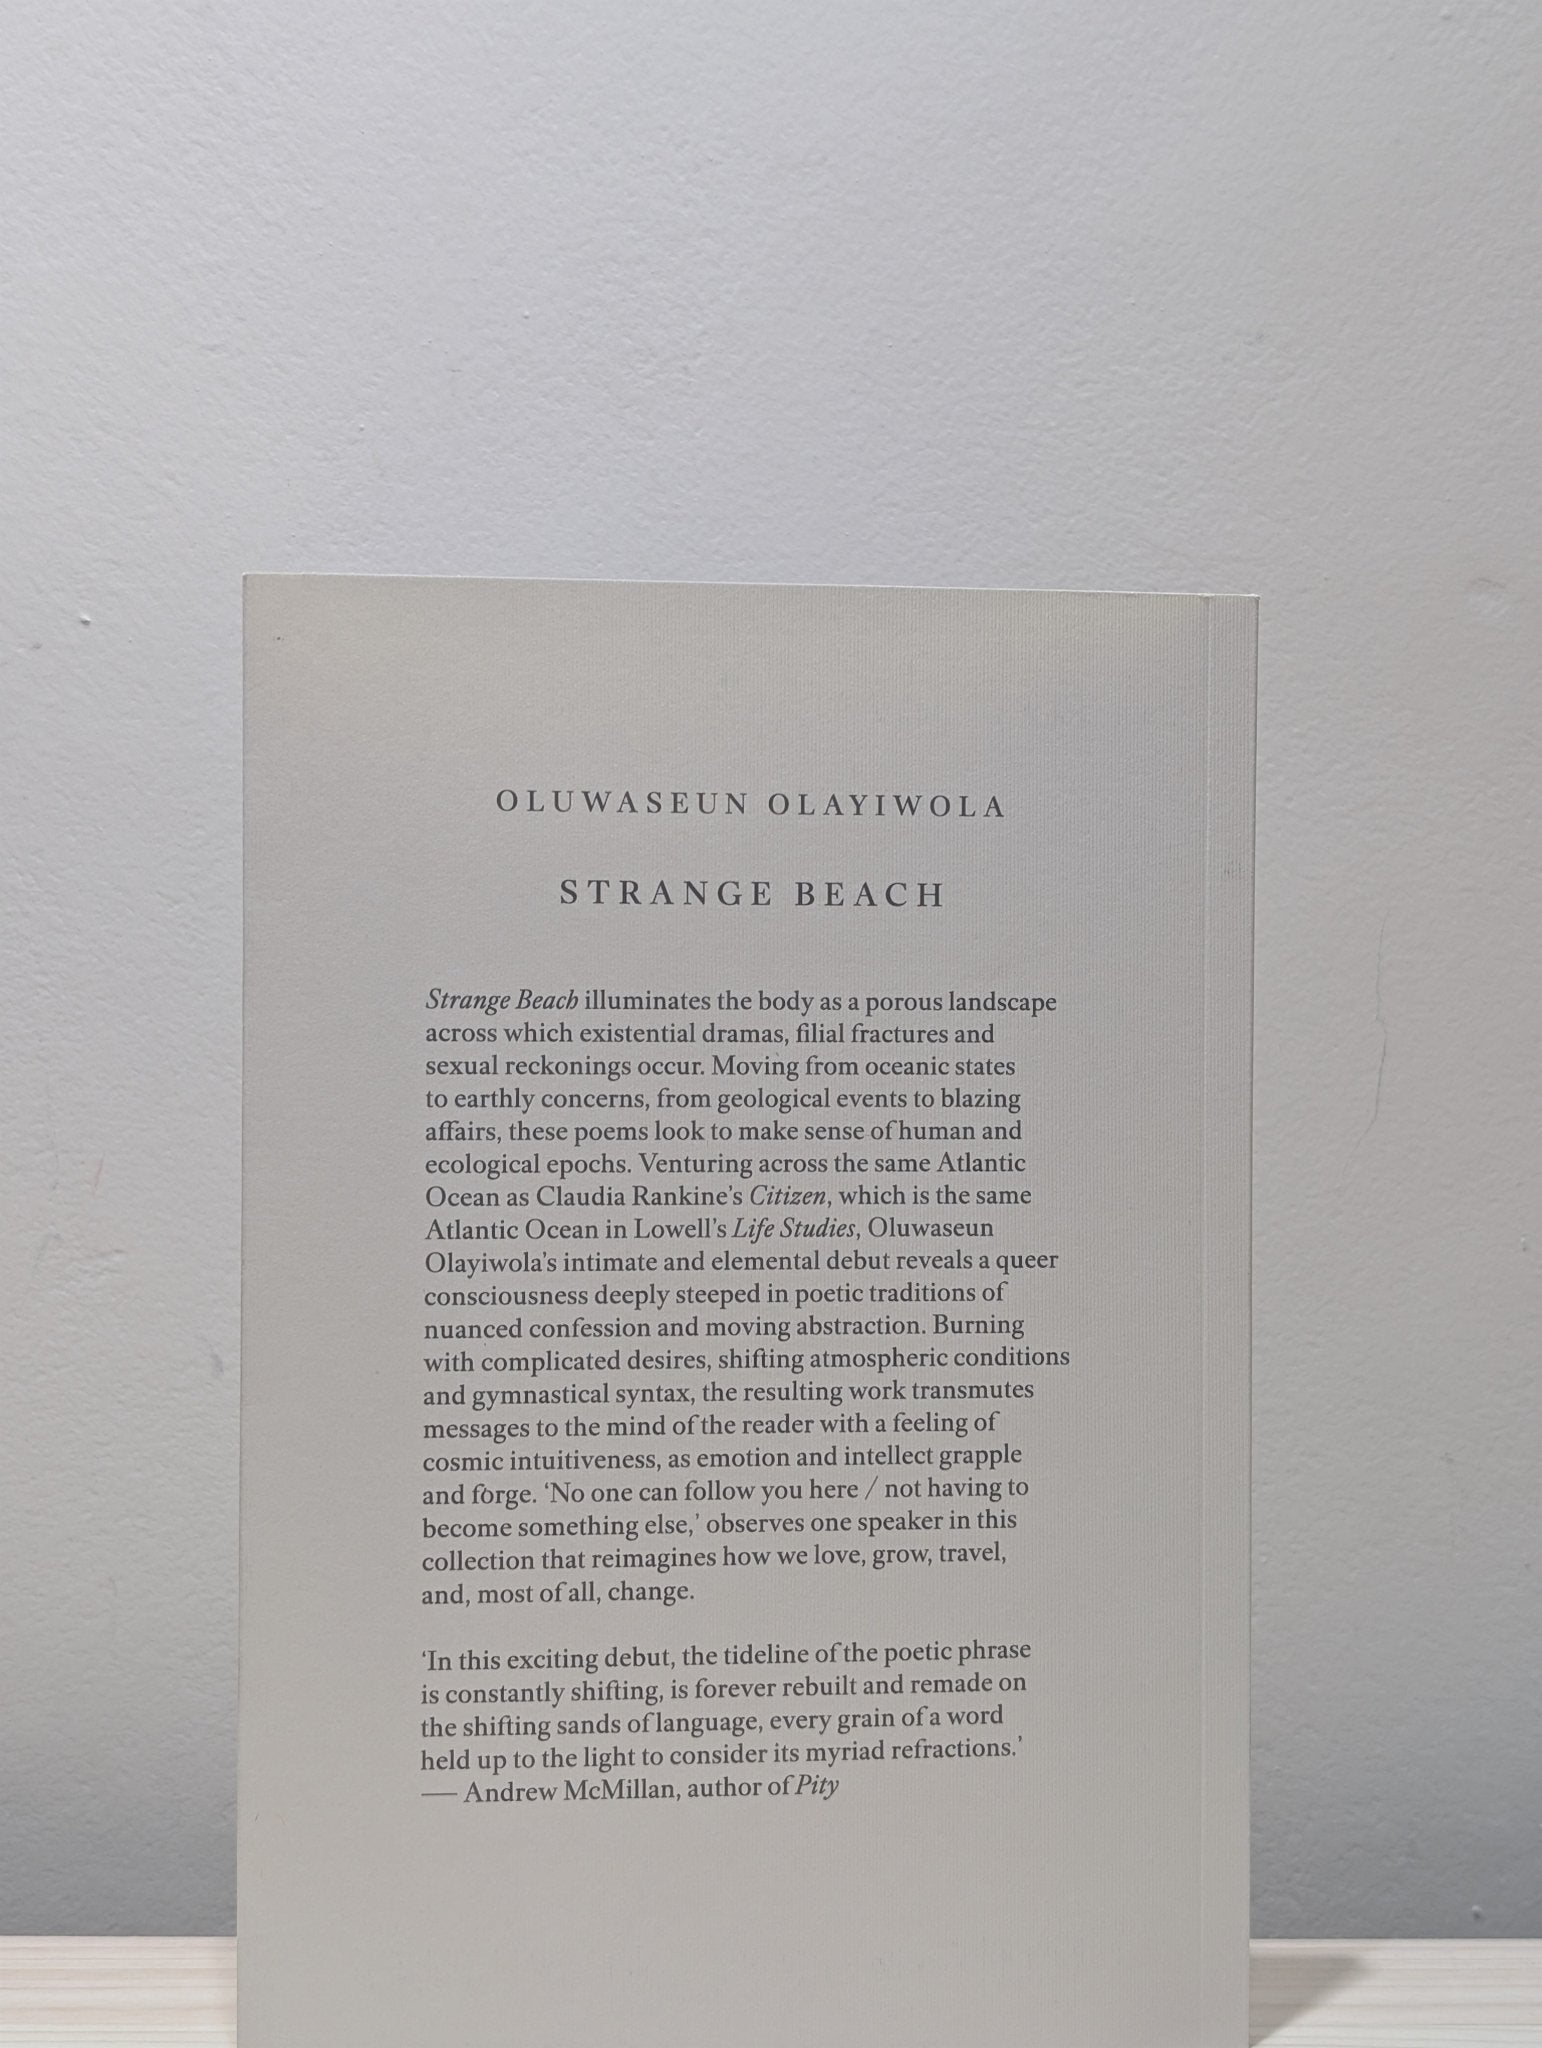 OLUWASEUN OLAYIWOLA
STRANGE BEACH
Strange Beach illuminates the body as a porous landscape
across which existential dramas, filial fractures and
sexual reckonings occur. Moving from oceanic states
to earthly concerns, from geological events to blazing
affairs, these poems look to make sense of human and
ecological epochs. Venturing across the same Atlantic
Ocean as Claudia Rankine’s Citizen, which is the same
Atlantic Ocean in Lowell’s Life Studies, Oluwaseun
Olayiwola’s intimate and elemental debut reveals a queer
consciousness deeply steeped in poetic traditions of
nuanced confession and moving abstraction. Burning
with complicated desires, shifting atmospheric conditions
and gymnastical syntax, the resulting work transmutes
messages to the mind of the reader with a feeling of
cosmic intuitiveness, as emotion and intellect grapple
and forge. ‘No one can follow you here / not having to
become something else,’ observes one speaker in this
collection that reimagines how we love, grow, travel,
and, most of all, change.
‘In this exciting debut, the tideline of the poetic phrase
is constantly shifting, is forever rebuilt and remade on
the shifting sands of language, every grain of a word
held up to the light to consider its myriad refractions.’
— Andrew McMillan, author of Pity